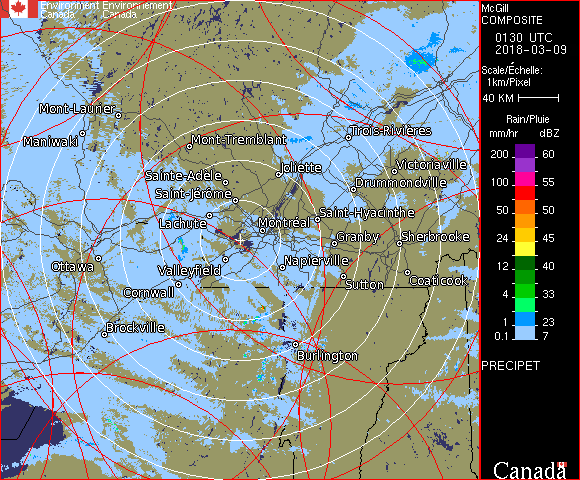 Environment Environnement
Canada Canada
McGill
COMPOSITE
0130 UTC
2018-03-09
Scale/Échelle:
1km/Pixel
40 KM
Rain/Pluie
mm/hr dBZ
200 60
100 55
50 50
24 45
12 40
4 33
1 23
0.1 7
PRECIPET
Canada
Mont-Laurier
Maniwaki
Mont-Tremblant
Trois-Rivières
Joliette
Victoriaville
Sainte-Adèle
Drummondville
Saint-Jérôme
Saint-Hyacinthe
Lachute
Montréal
Granby
Sherbrooke
Ottawa
Valleyfield
Napierville
Cornwall
Sutton
Coaticook
Brockville
Burlington